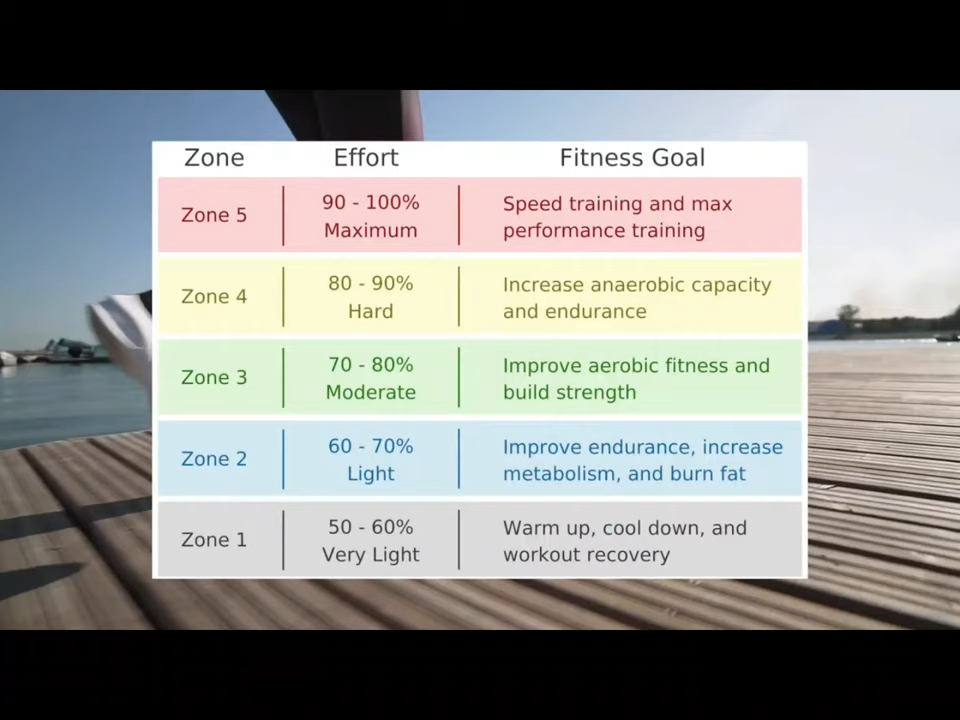 Zone Effort Fitness Goal
Zone 5
90 - 100%
Maximum
Speed training and max
performance training
Zone 4
80 - 90%
Hard
Increase anaerobic capacity
and endurance
Zone 3
70 - 80%
Moderate
Improve aerobic fitness and
build strength
Zone 2
60 - 70%
Light
Improve endurance, increase
metabolism, and burn fat
Zone 1
50 - 60%
Very Light
Warm up, cool down, and
workout recovery